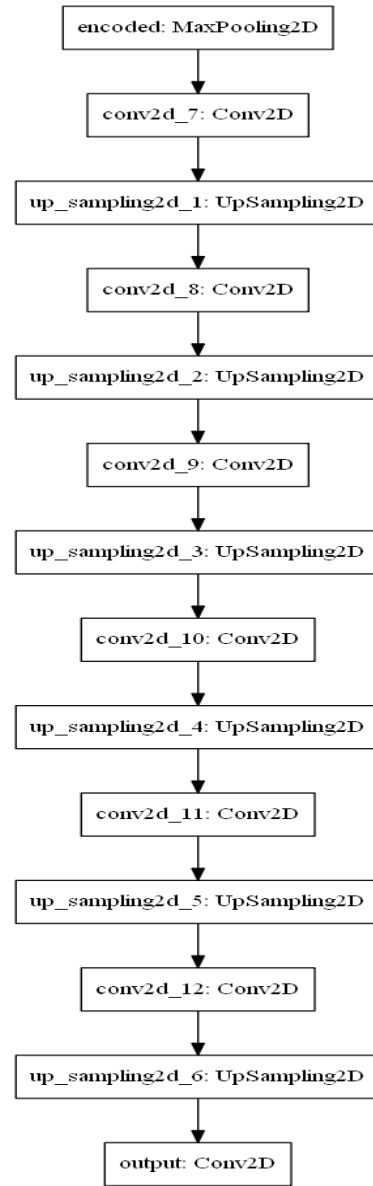 encoded: MaxPooling2D
conv2d_7: Conv2D
up_sampling2d_1: UpSampling2D
conv2d_8: Conv2D
up_sampling2d_2: UpSampling2D
conv2d_9: Conv2D
up_sampling2d_3: UpSampling2D
conv2d_10: Conv2D
up_sampling2d_4: UpSampling2D
conv2d_11: Conv2D
up_sampling2d_5: UpSampling2D
conv2d_12: Conv2D
up_sampling2d_6: UpSampling2D
output: Conv2D